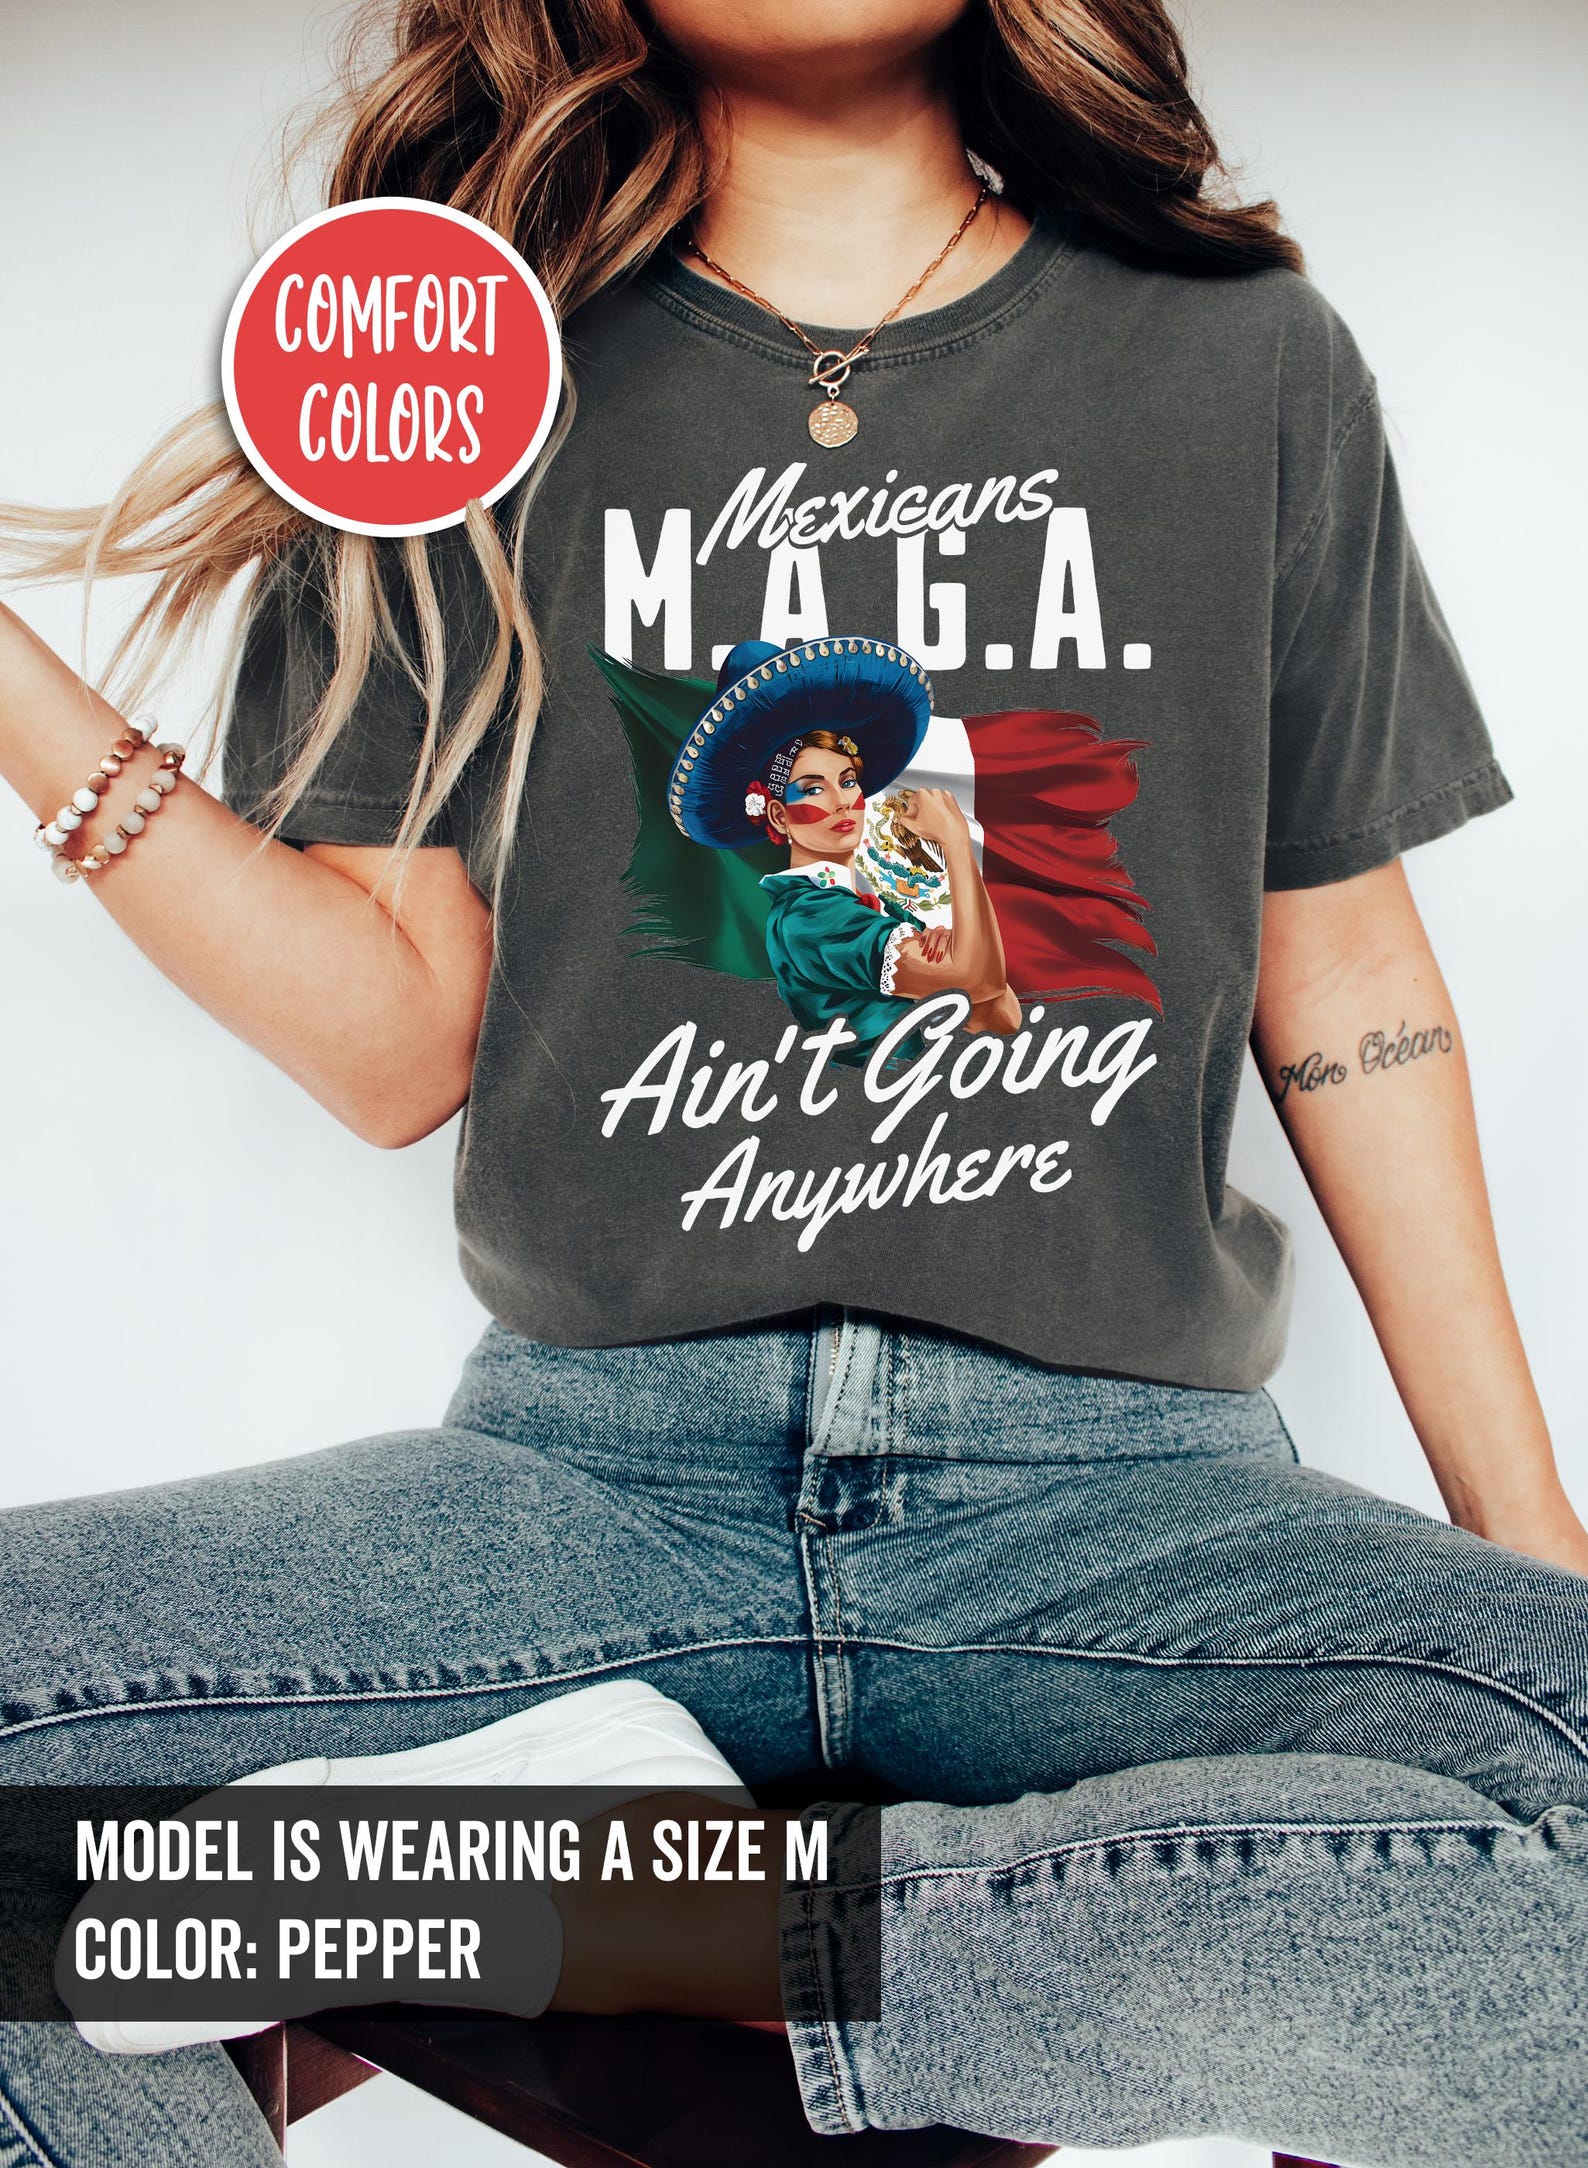 COMFORT
COLORS
Mexicans
M.A.G.A.
Ain't Going
Anywhere
Mon Océan
MODEL IS WEARING A SIZE M
COLOR: PEPPER